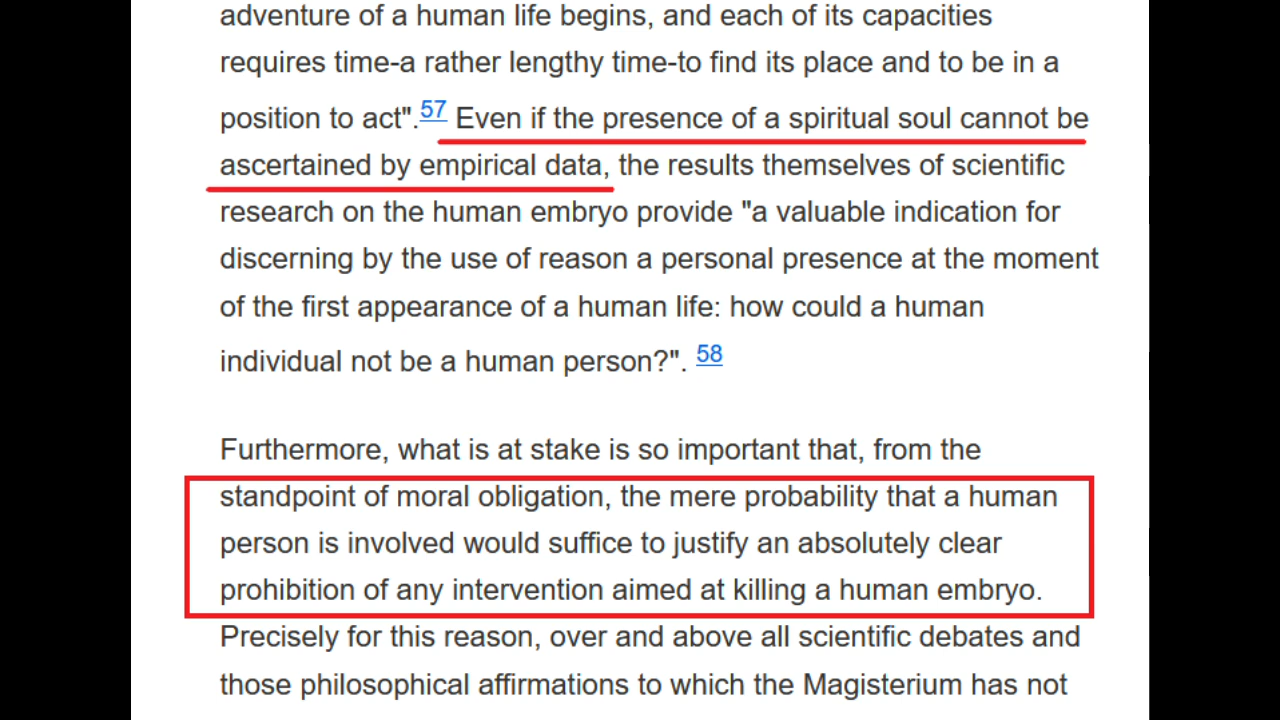 adventure of a human life begins, and each of its capacities
requires time-a rather lengthy time-to find its place and to be in a
position to act".57 Even if the presence of a spiritual soul cannot be
ascertained by empirical data, the results themselves of scientific
research on the human embryo provide "a valuable indication for
discerning by the use of reason a personal presence at the moment
of the first appearance of a human life: how could a human
individual not be a human person?". 58
Furthermore, what is at stake is so important that, from the
standpoint of moral obligation, the mere probability that a human
person is involved would suffice to justify an absolutely clear
prohibition of any intervention aimed at killing a human embryo.
Precisely for this reason, over and above all scientific debates and
those philosophical affirmations to which the Magisterium has not